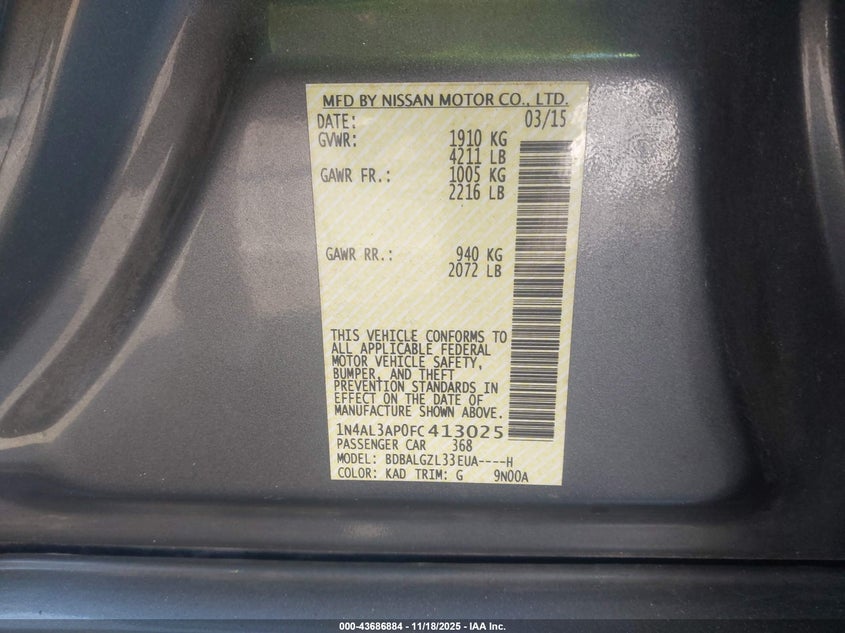 MFD BY NISSAN MOTOR CO., LTD.
DATE: 03/15
GVWR: 1910 KG
4211 LB
GAWR FR.: 1005 KG
2216 LB
GAWR RR.: 940 KG
2072 LB
THIS VEHICLE CONFORMS TO
ALL APPLICABLE FEDERAL
MOTOR VEHICLE SAFETY,
BUMPER, AND THEFT
PREVENTION STANDARDS IN
EFFECT ON THE DATE OF
MANUFACTURE SHOWN ABOVE.
1N4AL3AP0FC413025
PASSENGER CAR 368
MODEL: BDBALGZL33EUA----H
COLOR: KAD TRIM: G 9N00A
000-43686884 - 11/18/2025 - IAA Inc.